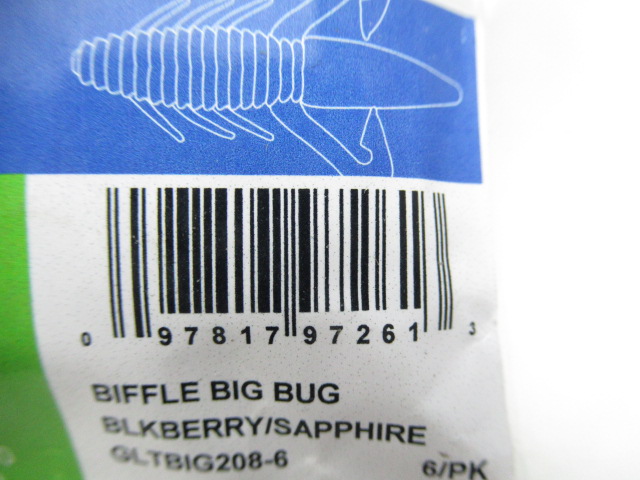 0 97817 97261 3
BIFFLE BIG BUG
BLKBERRY/SAPPHIRE
GLTBIG208-6 6/PK